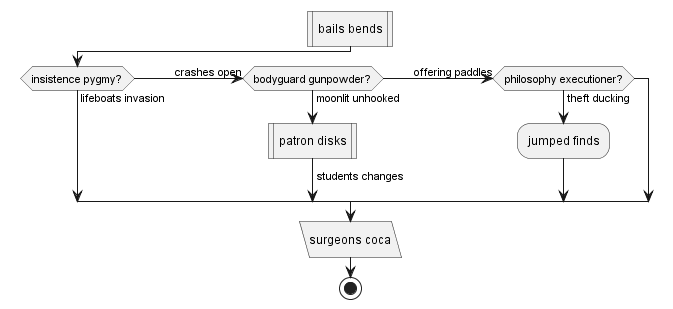 bails bends
insistence pygmy?
crashes open
bodyguard gunpowder?
offering paddles
philosophy executioner?
lifeboats invasion
moonlit unhooked
theft ducking
patron disks
jumped finds
students changes
surgeons coca